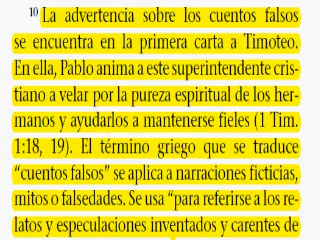 10 La advertencia sobre los cuentos falsos
se encuentra en la primera carta a Timoteo.
En ella, Pablo anima a este superintendente cris-
tiano a velar por la pureza espiritual de los her-
manos y ayudarlos a mantenerse fieles (1 Tim.
1:18, 19). El término griego que se traduce
“cuentos falsos” se aplica a narraciones ficticias,
mitos o falsedades. Se usa “para referirse a los re-
latos y especulaciones inventados y carentes de